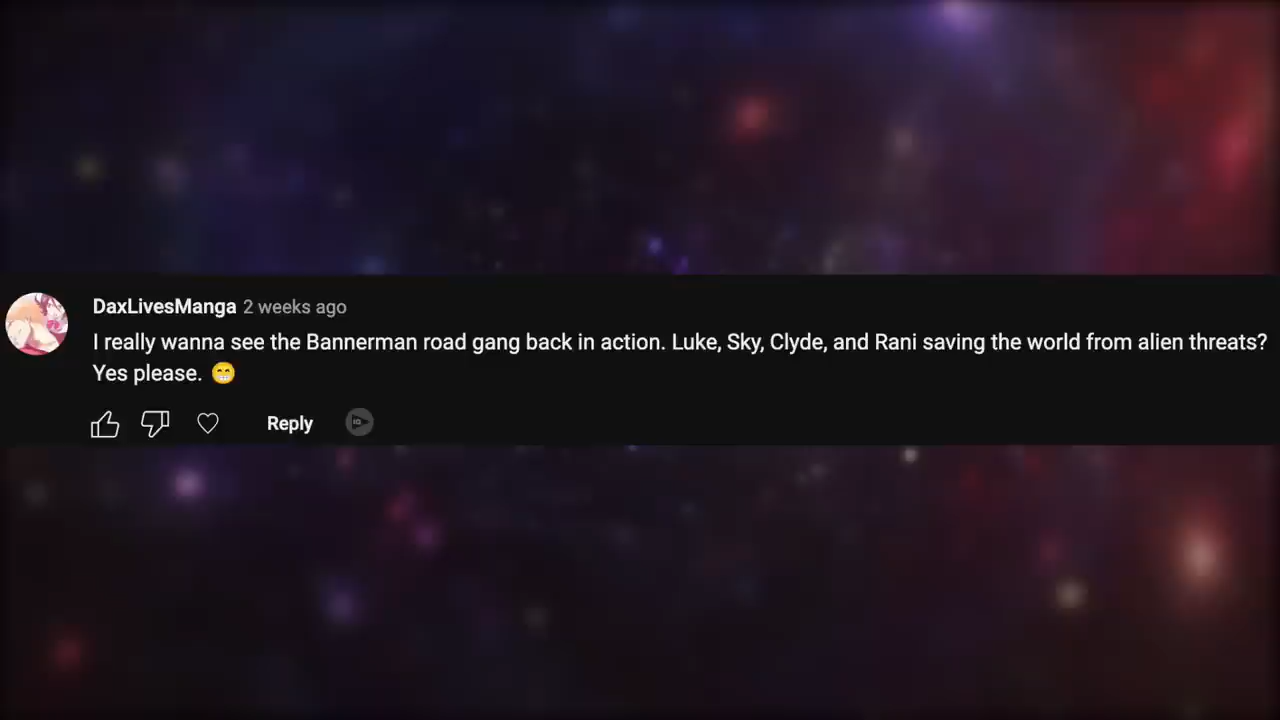 DaxLivesManga 2 weeks ago
I really wanna see the Bannerman road gang back in action. Luke, Sky, Clyde, and Rani saving the world from alien threats?
Yes please. 😁
Reply